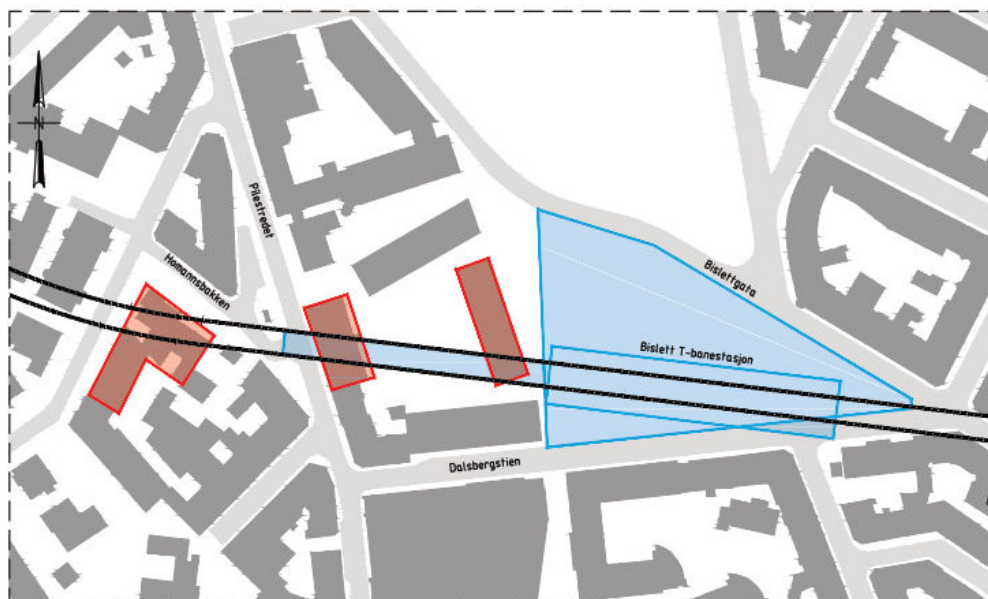 N
Pilestredet
Homannsbakken
Bislettgata
Bislett T-banestasjon
Dalsbergstien